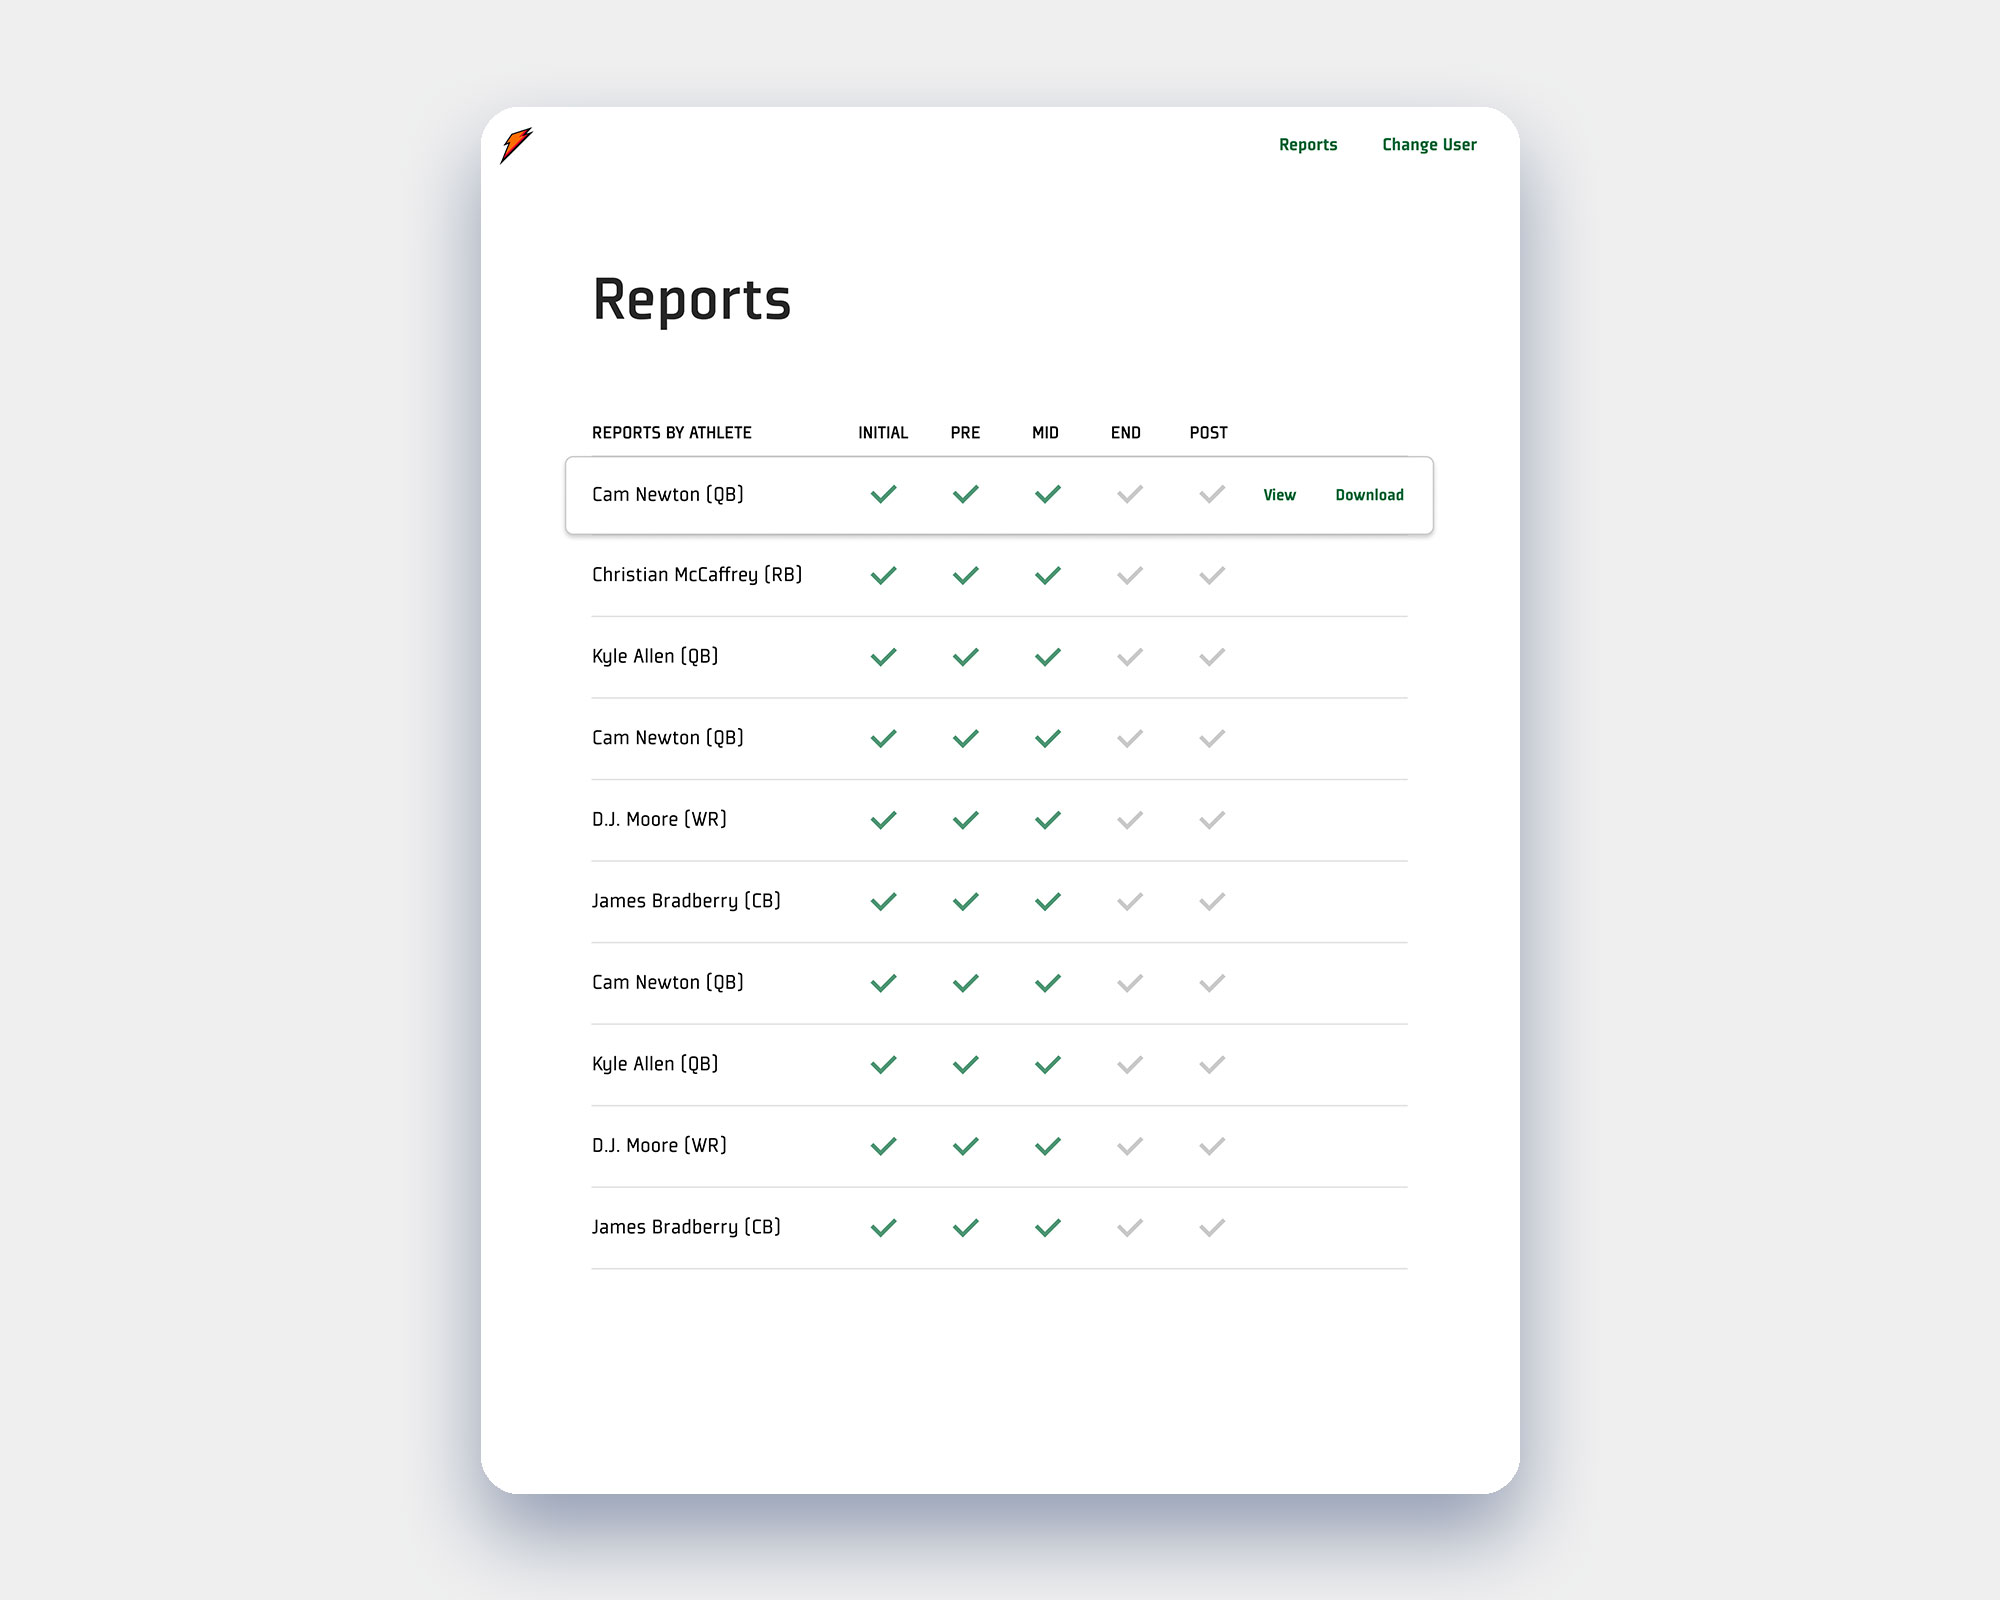 Reports Change User
Reports
REPORTS BY ATHLETE INITIAL PRE MID END POST
Cam Newton (QB) View Download
Christian McCaffrey (RB)
Kyle Allen (QB)
Cam Newton (QB)
D.J. Moore (WR)
James Bradberry (CB)
Cam Newton (QB)
Kyle Allen (QB)
D.J. Moore (WR)
James Bradberry (CB)